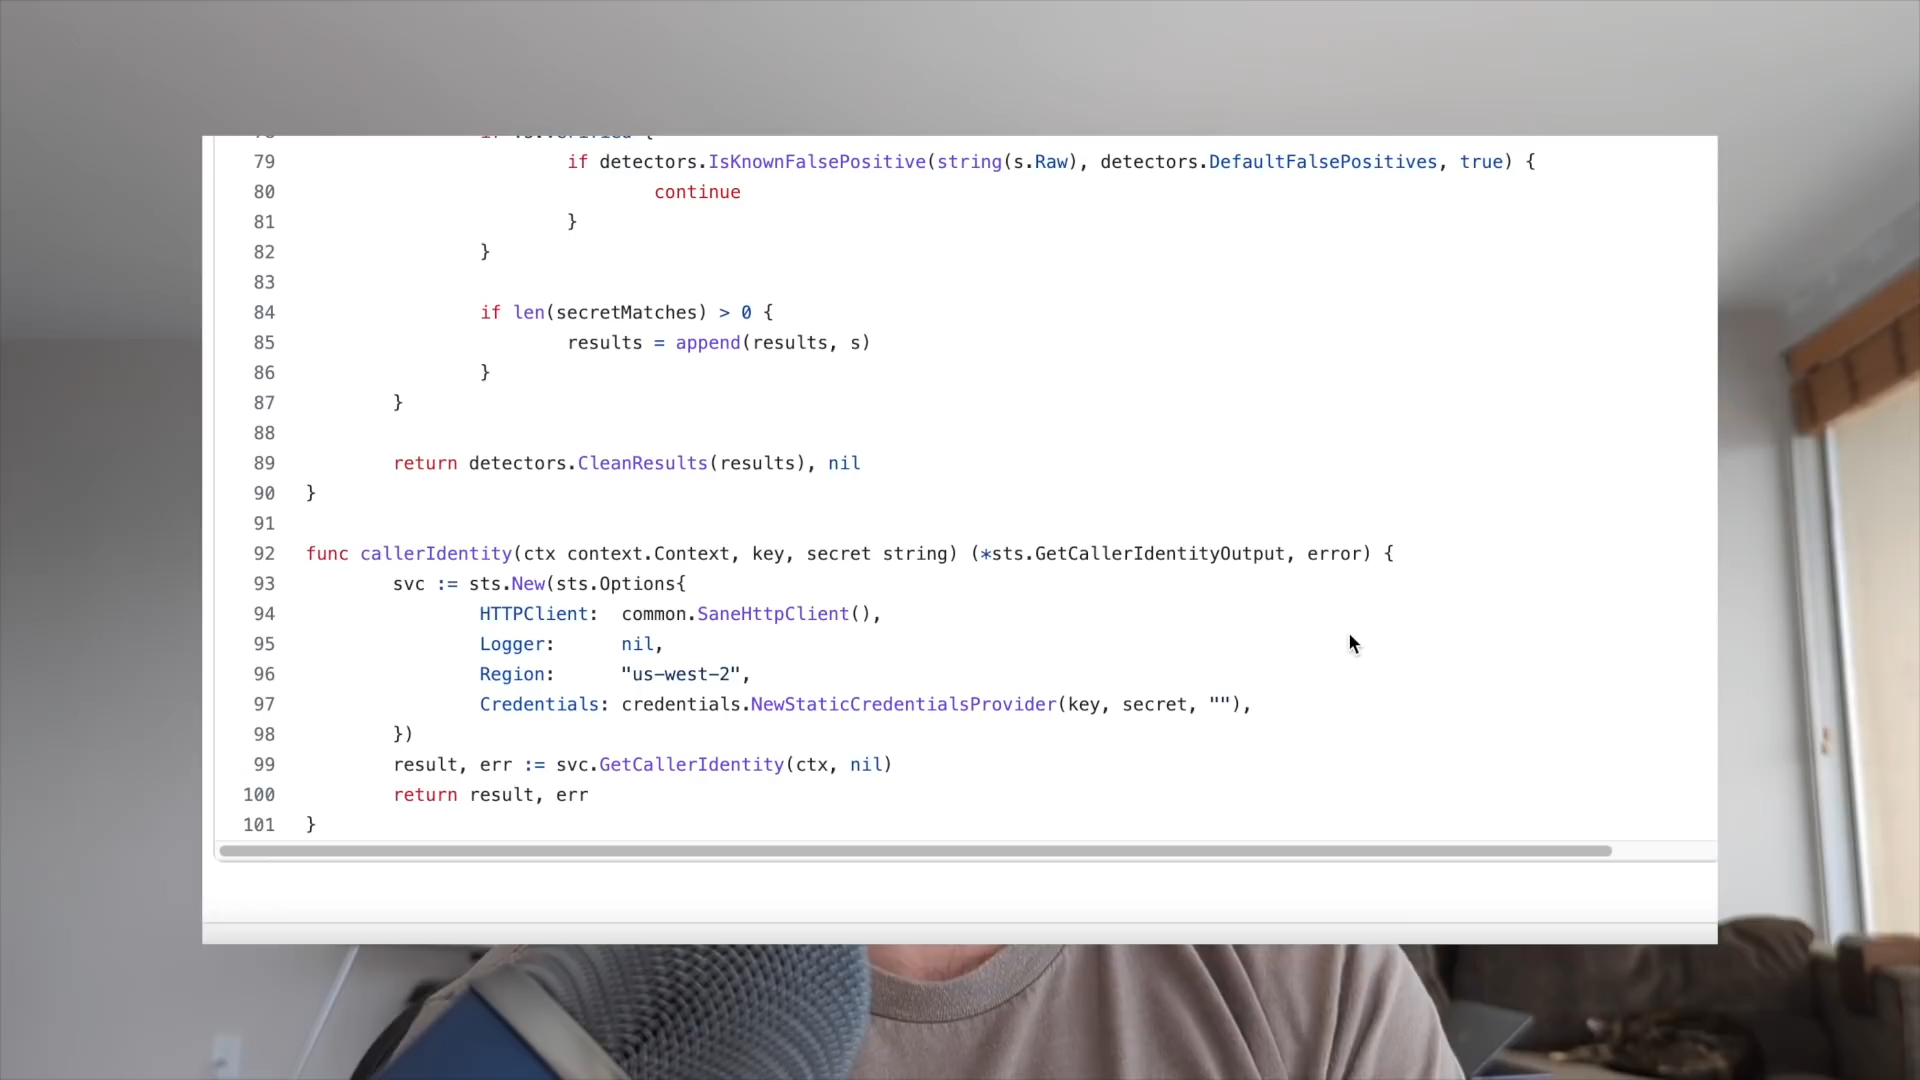 79 if detectors.IsKnownFalsePositive(string(s.Raw), detectors.DefaultFalsePositives, true) {
80 continue
81 }
82 }
83
84 if len(secretMatches) > 0 {
85 results = append(results, s)
86 }
87 }
88
89 return detectors.CleanResults(results), nil
90 }
91
92 func callerIdentity(ctx context.Context, key, secret string) (*sts.GetCallerIdentityOutput, error) {
93 svc := sts.New(sts.Options{
94 HTTPClient: common.SaneHttpClient(),
95 Logger: nil,
96 Region: "us-west-2",
97 Credentials: credentials.NewStaticCredentialsProvider(key, secret, ""),
98 })
99 result, err := svc.GetCallerIdentity(ctx, nil)
100 return result, err
101 }